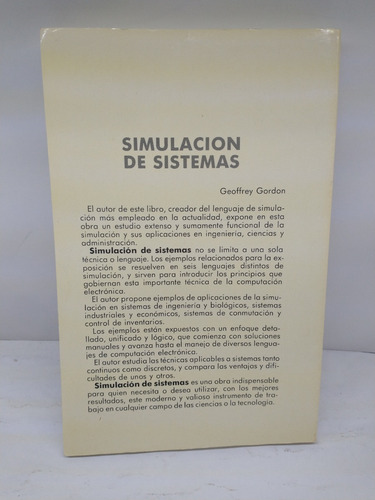 SIMULACION
DE SISTEMAS
Geoffrey Gordon
El autor de este libro, creador del lenguaje de simula-
ción más empleado en la actualidad, expone en esta
obra un estudio extenso y sumamente funcional de la
simulación y sus aplicaciones en ingeniería, ciencias y
administración.
Simulación de sistemas no se limita a una sola
técnica o lenguaje. Los ejemplos relacionados para la ex-
posición se resuelven en seis lenguajes distintos de
simulación, y sirven para introducir los principios que
gobiernan esta importante técnica de la computación
electrónica.
El autor propone ejemplos de aplicaciones de la simu-
lación en sistemas de ingeniería y biológicos, sistemas
industriales y económicos, sistemas de conmutación y
control de inventarios.
Los ejemplos están expuestos con un enfoque de-
tallado, unificado y lógico, que comienza con soluciones
manuales y avanza hasta el manejo de diversos lengua-
jes de computación electrónica.
El autor estudia las técnicas aplicables a sistemas tanto
continuos como discretos, y compara las ventajas y difi-
cultades de unos y otros.
Simulación de sistemas es una obra indispensable
para quien necesita o desea utilizar, con los mejores
resultados, este moderno y valioso instrumento de tra-
bajo en cualquier campo de las ciencias o la tecnología.